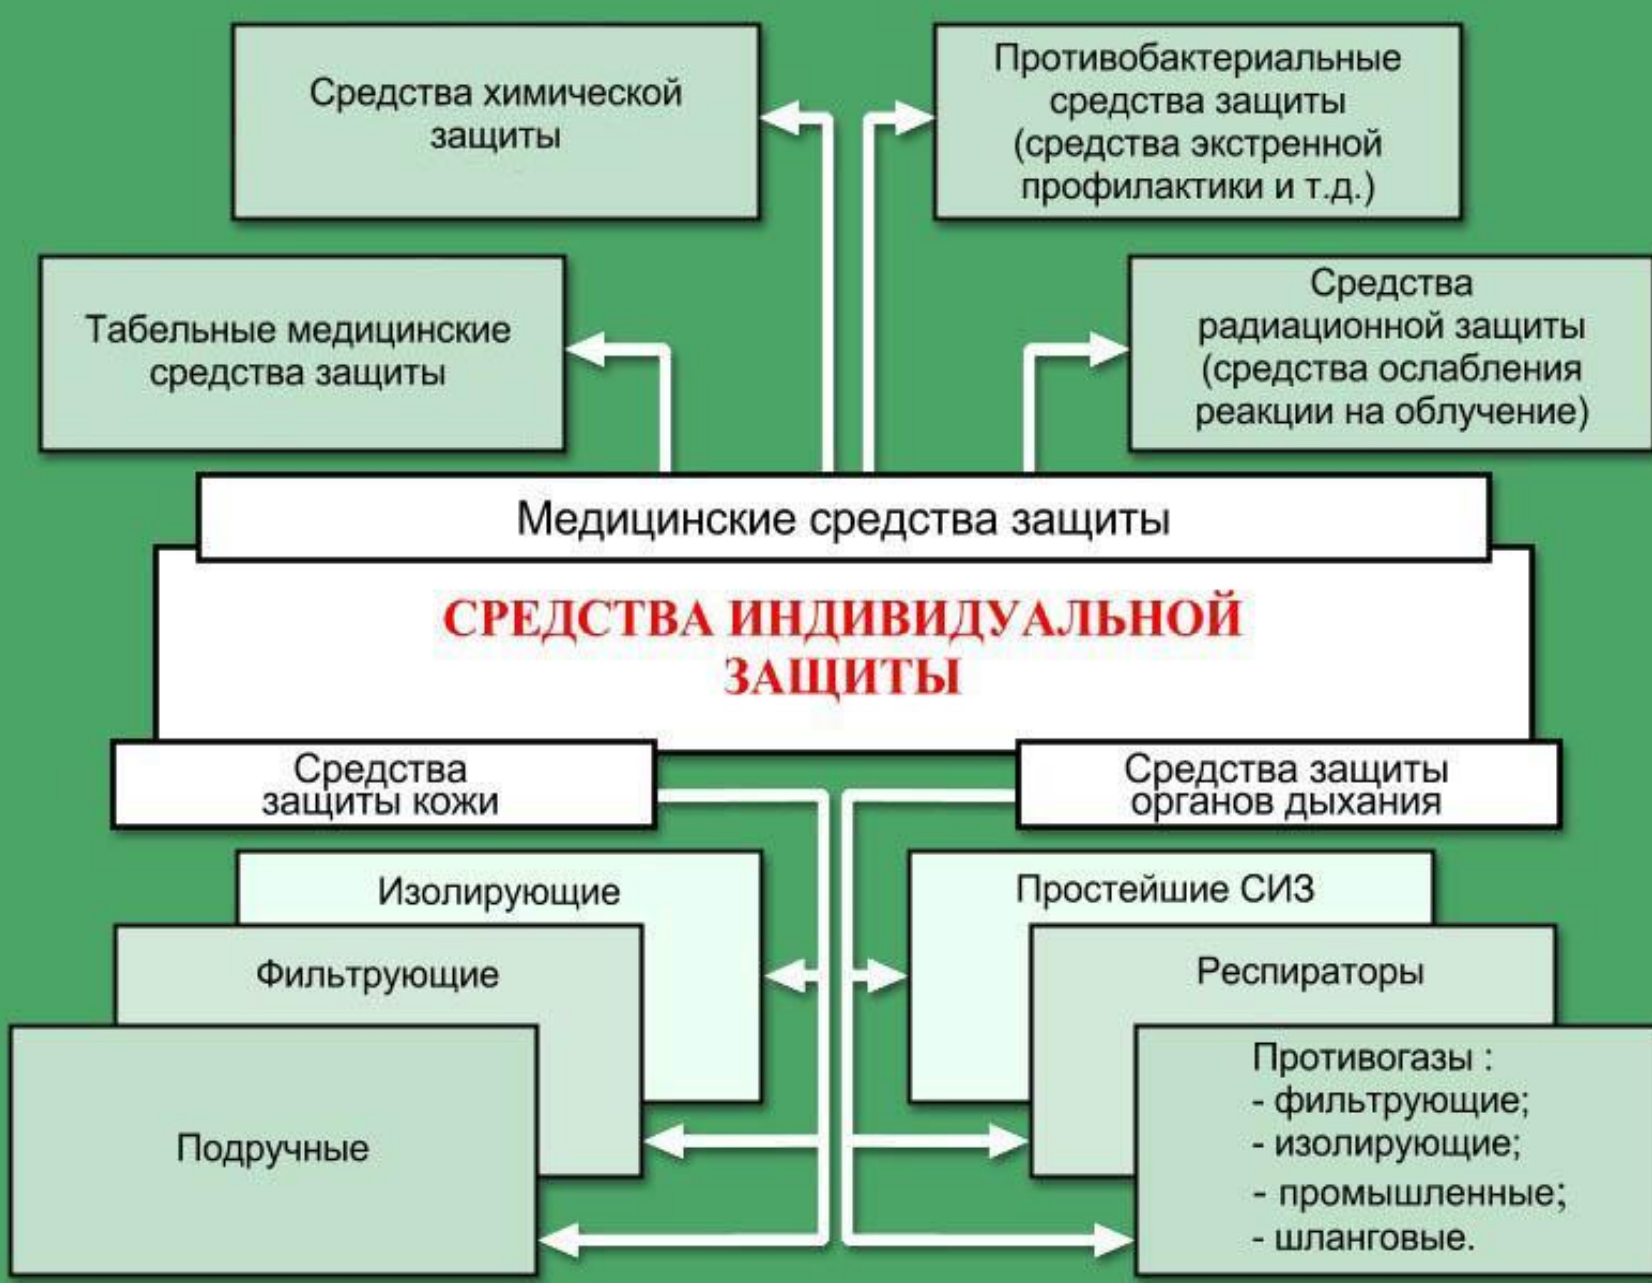 Средства химической
защиты
Противобактериальные
средства защиты
(средства экстренной
профилактики и т.д.)
Табельные медицинские
средства защиты
Средства
радиационной защиты
(средства ослабления
реакции на облучение)
Медицинские средства защиты
СРЕДСТВА ИНДИВИДУАЛЬНОЙ
ЗАЩИТЫ
Средства
защиты кожи
Средства защиты
органов дыхания
Изолирующие
Фильтрующие
Подручные
Простейшие СИЗ
Респираторы
Противогазы :
- фильтрующие;
- изолирующие;
- промышленные;
- шланговые.